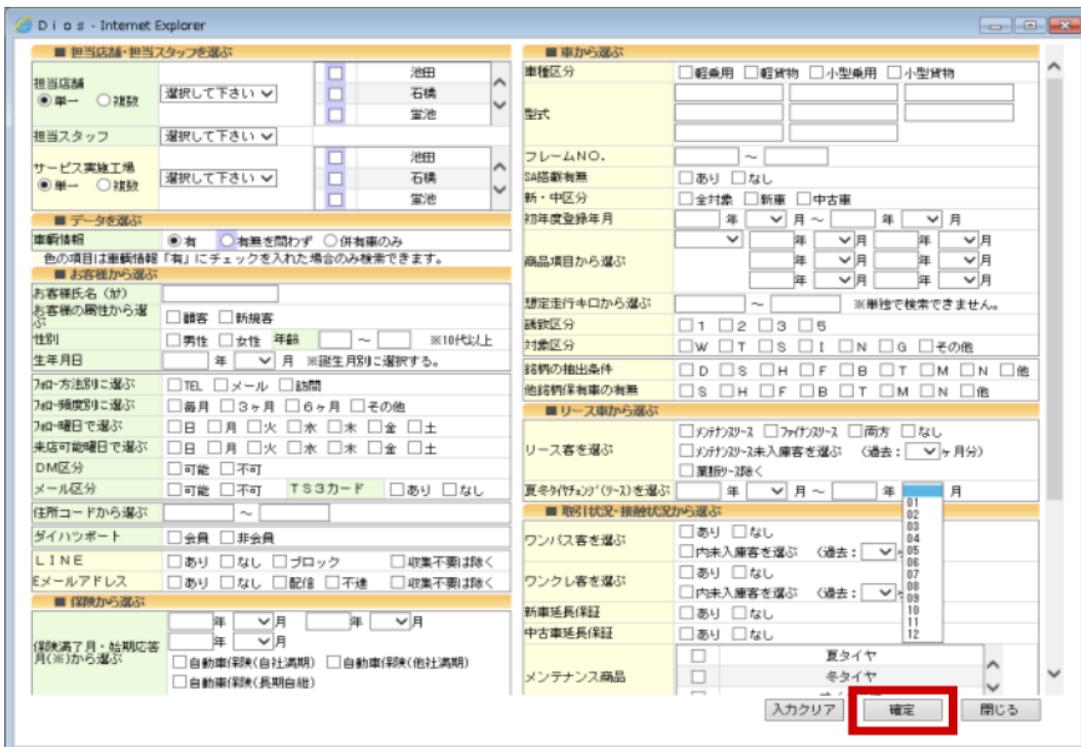 Ｄｉｏｓ - Internet Explorer
■ 担当店舗・担当スタッフを選ぶ
担当店舗
単一 複数
選択して下さい
池田
石橋
蛍池
担当スタッフ
選択して下さい
サービス実施工場
単一 複数
選択して下さい
池田
石橋
蛍池
■ データを選ぶ
車輌情報
有 有無を問わず 併有車のみ
色の項目は車輌情報「有」にチェックを入れた場合のみ検索できます。
■ お客様から選ぶ
お客様氏名（ｶﾅ）
お客様の属性から選ぶ
顧客 新規客
性別
男性 女性 年齢 ～ ※10代以上
生年月日
年 月 ※誕生月別に選択する。
ﾌｫﾛｰ方法別に選ぶ
TEL メール 訪問
ﾌｫﾛｰ頻度別に選ぶ
毎月 ３ヶ月 ６ヶ月 その他
ﾌｫﾛｰ曜日で選ぶ
日 月 火 水 木 金 土
来店可能曜日で選ぶ
日 月 火 水 木 金 土
DM区分
可能 不可
メール区分
可能 不可 ＴＳ３カード あり なし
住所コードから選ぶ
～
ダイハツポート
会員 非会員
ＬＩＮＥ
あり なし ブロック 収集不要は除く
Eメールアドレス
あり なし 配信 不達 収集不要は除く
■ 保険から選ぶ
保険満了月・始期応答月(※)から選ぶ
年 月 年 月
年 月
自動車保険(自社満期) 自動車保険(他社満期)
自動車保険(長期自継)
■ 車から選ぶ
車種区分
軽乗用 軽貨物 小型乗用 小型貨物
型式
フレームＮＯ．
～
SA搭載有無
あり なし
新・中区分
全対象 新車 中古車
初年度登録年月
年 月～ 年 月
商品項目から選ぶ
年 月 年 月
年 月 年 月
年 月 年 月
想定走行キロから選ぶ
～ ※単独で検索できません。
誘致区分
１ ２ ３ ５
対象区分
Ｗ Ｔ Ｓ Ｉ Ｎ Ｇ その他
銘柄の抽出条件
Ｄ Ｓ Ｈ Ｆ Ｂ Ｔ Ｍ Ｎ 他
他銘柄保有車の有無
Ｓ Ｈ Ｆ Ｂ Ｔ Ｍ Ｎ 他
■ リース車から選ぶ
リース客を選ぶ
ﾒﾝﾃﾅﾝｽﾘｰｽ ﾌｧｲﾅﾝｽﾘｰｽ 両方 なし
ﾒﾝﾃﾅﾝｽﾘｰｽ未入庫客を選ぶ （過去： ヶ月分）
業販ﾘｰｽ除く
夏冬ﾀｲﾔﾁｪﾝｼﾞ(ﾘｰｽ)を選ぶ
年 月～ 年 月
01
02
03
04
05
06
07
08
09
10
11
12
■ 取引状況・接触状況から選ぶ
ワンパス客を選ぶ
あり なし
内未入庫客を選ぶ （過去：
ワンクレ客を選ぶ
あり なし
内未入庫客を選ぶ （過去：
新車延長保証
あり なし
中古車延長保証
あり なし
メンテナンス商品
夏タイヤ
冬タイヤ
入力クリア 確定 閉じる